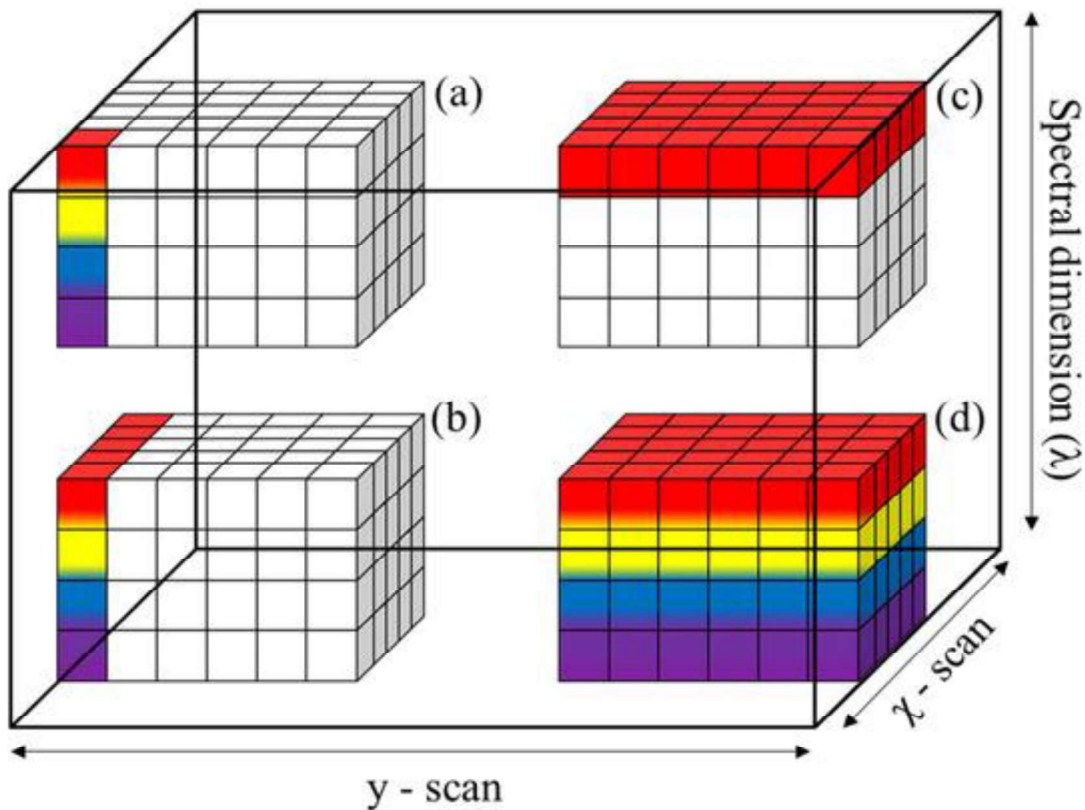 (a)
(c)
(b)
(d)
Spectral dimension (λ)
χ - scan
y - scan